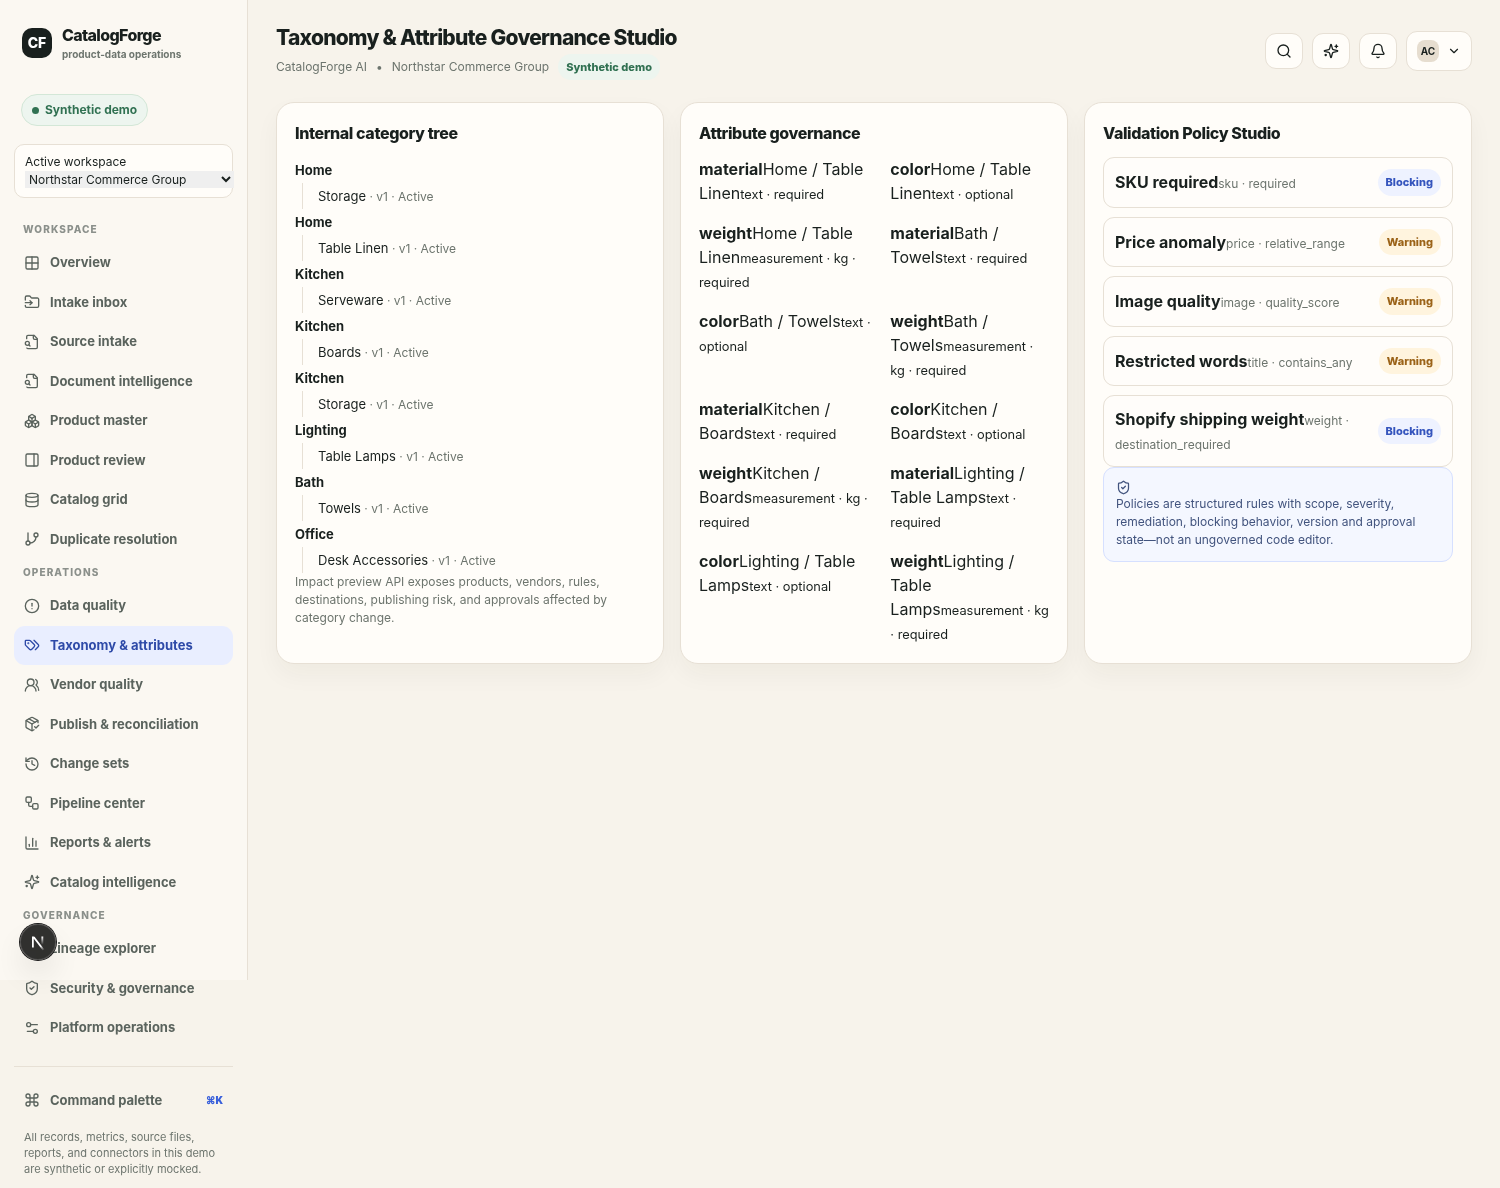 CF
CatalogForge
product-data operations
Synthetic demo
Active workspace
Northstar Commerce Group
WORKSPACE
Overview
Intake inbox
Source intake
Document intelligence
Product master
Product review
Catalog grid
Duplicate resolution
OPERATIONS
Data quality
Taxonomy & attributes
Vendor quality
Publish & reconciliation
Change sets
Pipeline center
Reports & alerts
Catalog intelligence
GOVERNANCE
N
Lineage explorer
Security & governance
Platform operations
Command palette ⌘K
All records, metrics, source files,
reports, and connectors in this demo
are synthetic or explicitly mocked.
Taxonomy & Attribute Governance Studio
CatalogForge AI • Northstar Commerce Group Synthetic demo
AC
Internal category tree
Home
Storage · v1 · Active
Home
Table Linen · v1 · Active
Kitchen
Serveware · v1 · Active
Kitchen
Boards · v1 · Active
Kitchen
Storage · v1 · Active
Lighting
Table Lamps · v1 · Active
Bath
Towels · v1 · Active
Office
Desk Accessories · v1 · Active
Impact preview API exposes products, vendors, rules,
destinations, publishing risk, and approvals affected by
category change.
Attribute governance
materialHome / Table
Linentext · required
colorHome / Table
Linentext · optional
weightHome / Table
Linenmeasurement · kg ·
required
materialBath /
Towelstext · required
colorBath / Towelstext ·
optional
weightBath /
Towelsmeasurement ·
kg · required
materialKitchen /
Boardstext · required
colorKitchen /
Boardstext · optional
weightKitchen /
Boardsmeasurement · kg ·
required
materialLighting /
Table Lampstext ·
required
colorLighting / Table
Lampstext · optional
weightLighting /
Table
Lampsmeasurement · kg
· required
Validation Policy Studio
SKU requiredsku · required Blocking
Price anomalyprice · relative_range Warning
Image qualityimage · quality_score Warning
Restricted wordstitle · contains_any Warning
Shopify shipping weightweight ·
destination_required
Blocking
Policies are structured rules with scope, severity,
remediation, blocking behavior, version and approval
state—not an ungoverned code editor.